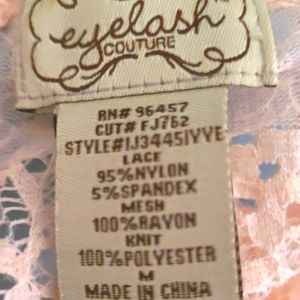 eyelash
COUTURE
RN# 96457
CUT# FJ762
STYLE#IJ3445IYYE
LACE
95%NYLON
5%SPANDEX
MESH
100%RAYON
KNIT
100%POLYESTER
M
MADE IN CHINA